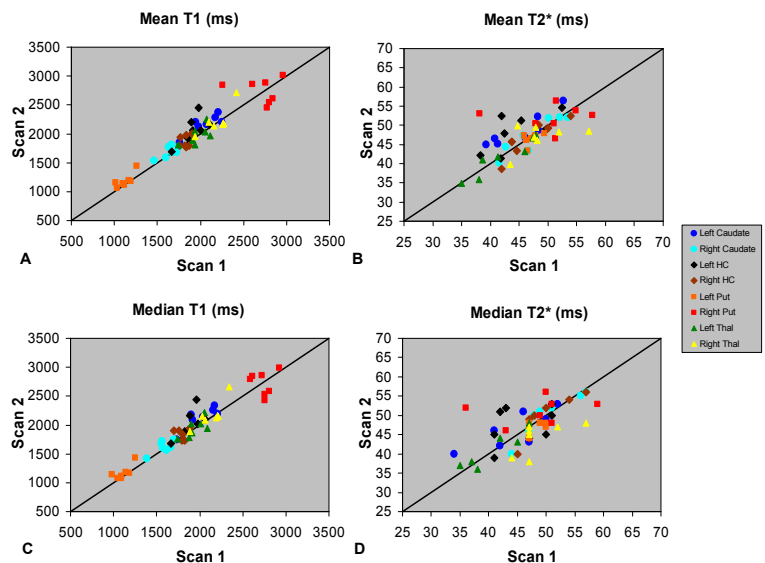 Mean T1 (ms)
3500
3000
2500
2000
1500
1000
500
500 1000 1500 2000 2500 3000 3500
Scan 2
Scan 1
A
Mean T2* (ms)
70
65
60
55
50
45
40
35
30
25
25 30 35 40 45 50 55 60 65 70
Scan 2
Scan 1
B
Left Caudate
Right Caudate
Left HC
Right HC
Left Put
Right Put
Left Thal
Right Thal
Median T1 (ms)
3500
3000
2500
2000
1500
1000
500
500 1000 1500 2000 2500 3000 3500
Scan 2
Scan 1
C
Median T2* (ms)
70
65
60
55
50
45
40
35
30
25
25 30 35 40 45 50 55 60 65 70
Scan 2
Scan 1
D